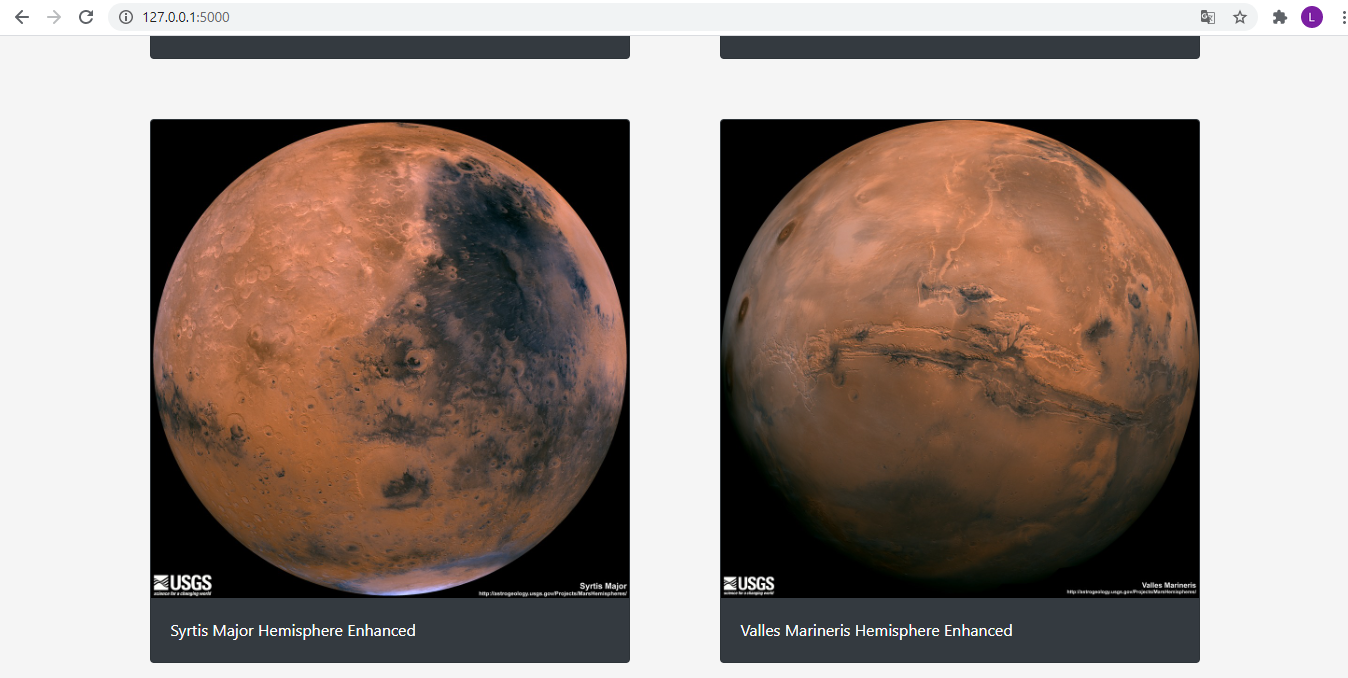 127.0.0.1:5000
L
USGS
science for a changing world
Syrtis Major
http://astrogeology.usgs.gov/Projects/MarsHemispheres/
Syrtis Major Hemisphere Enhanced
USGS
science for a changing world
Valles Marineris
http://astrogeology.usgs.gov/Projects/MarsHemispheres/
Valles Marineris Hemisphere Enhanced